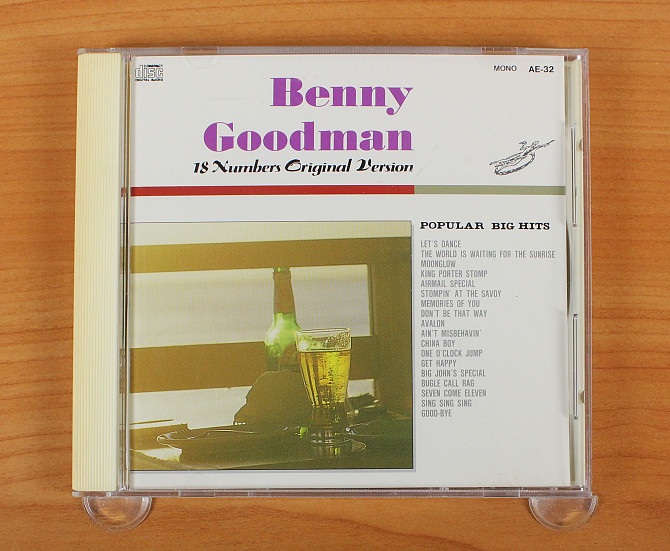 COMPACT
disc
DIGITAL AUDIO
MONO AE-32
Benny
Goodman
18 Numbers Original Version
POPULAR BIG HITS
LET'S DANCE
THE WORLD IS WAITING FOR THE SUNRISE
MOONGLOW
KING PORTER STOMP
AIRMAIL SPECIAL
STOMPIN' AT THE SAVOY
MEMORIES OF YOU
DON'T BE THAT WAY
AVALON
AIN'T MISBEHAVIN'
CHINA BOY
ONE O'CLOCK JUMP
GET HAPPY
BIG JOHN'S SPECIAL
BUGLE CALL RAG
SEVEN COME ELEVEN
SING SING SING
GOOD-BYE